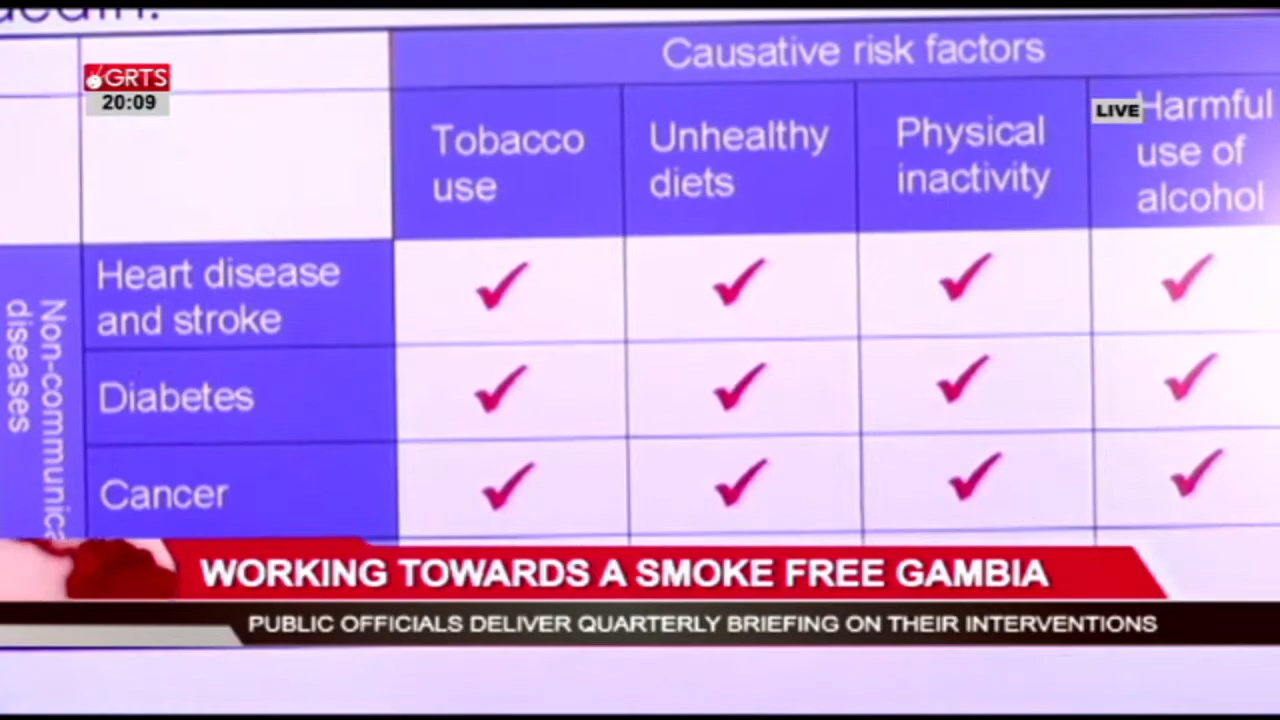 GRTS
20:09
LIVE
Causative risk factors
Tobacco
use
Unhealthy
diets
Physical
inactivity
Harmful
use of
alcohol
Heart disease
and stroke
Diabetes
Cancer
diseases
WORKING TOWARDS A SMOKE FREE GAMBIA
PUBLIC OFFICIALS DELIVER QUARTERLY BRIEFING ON THEIR INTERVENTIONS